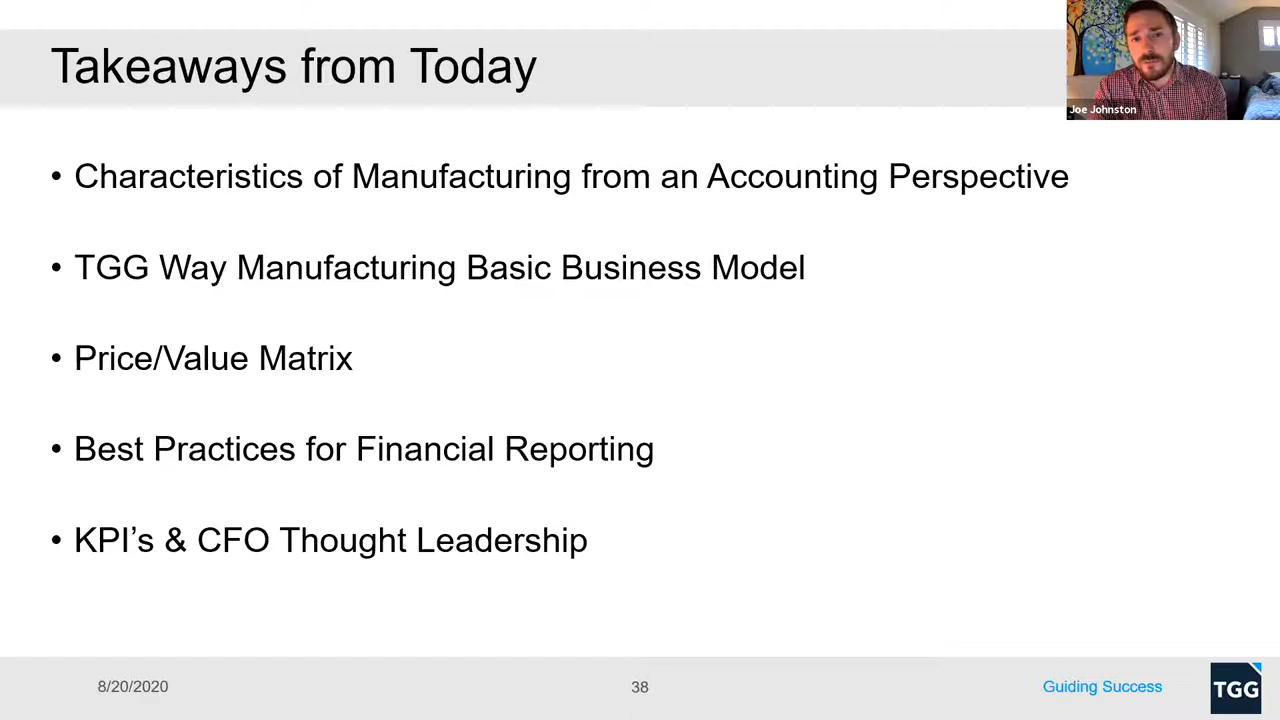 Takeaways from Today
Joe Johnston
• Characteristics of Manufacturing from an Accounting Perspective
• TGG Way Manufacturing Basic Business Model
• Price/Value Matrix
• Best Practices for Financial Reporting
• KPI’s & CFO Thought Leadership
8/20/2020
38
Guiding Success
TGG